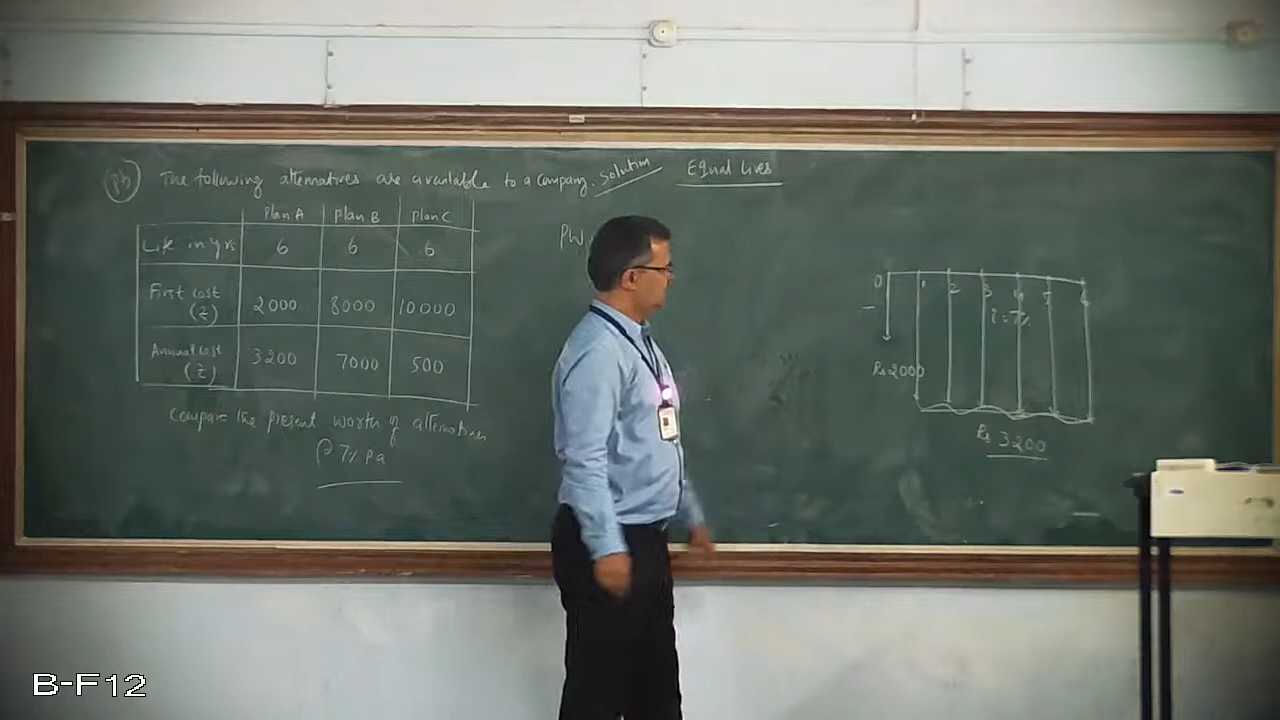 Pb
The following alternatives are available to a company. Solution
Equal lives
Plan A Plan B Plan C
Life in yrs 6 6 6
First cost (₹) 2000 8000 10000
Annual cost (₹) 3200 7000 500
Compare the present worth of alternatives
@ 7% pa
PW
0 1 2 3 4 5 6
i = 7%
Rs 2000
Rs 3200
B-F12